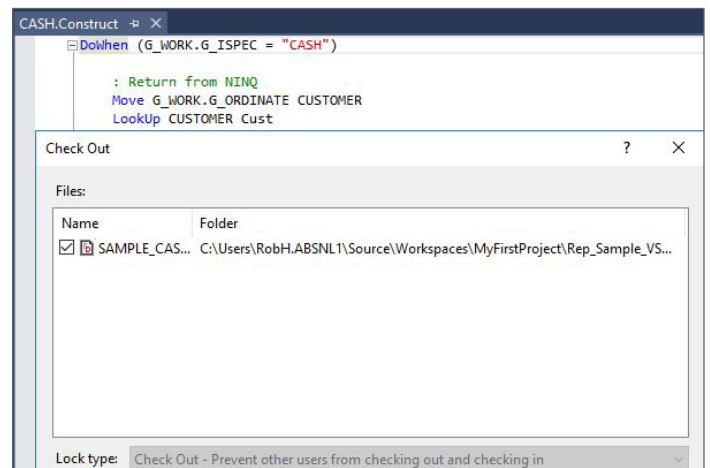 CASH.Construct
DoWhen (G_WORK.G_ISPEC = "CASH")
: Return from NINQ
Move G_WORK.G_ORDINATE CUSTOMER
LookUp CUSTOMER Cust
Check Out
Files:
Name Folder
SAMPLE_CAS... C:\Users\RobH.ABSNL1\Source\Workspaces\MyFirstProject\Rep_Sample_VS...
Lock type: Check Out - Prevent other users from checking out and checking in